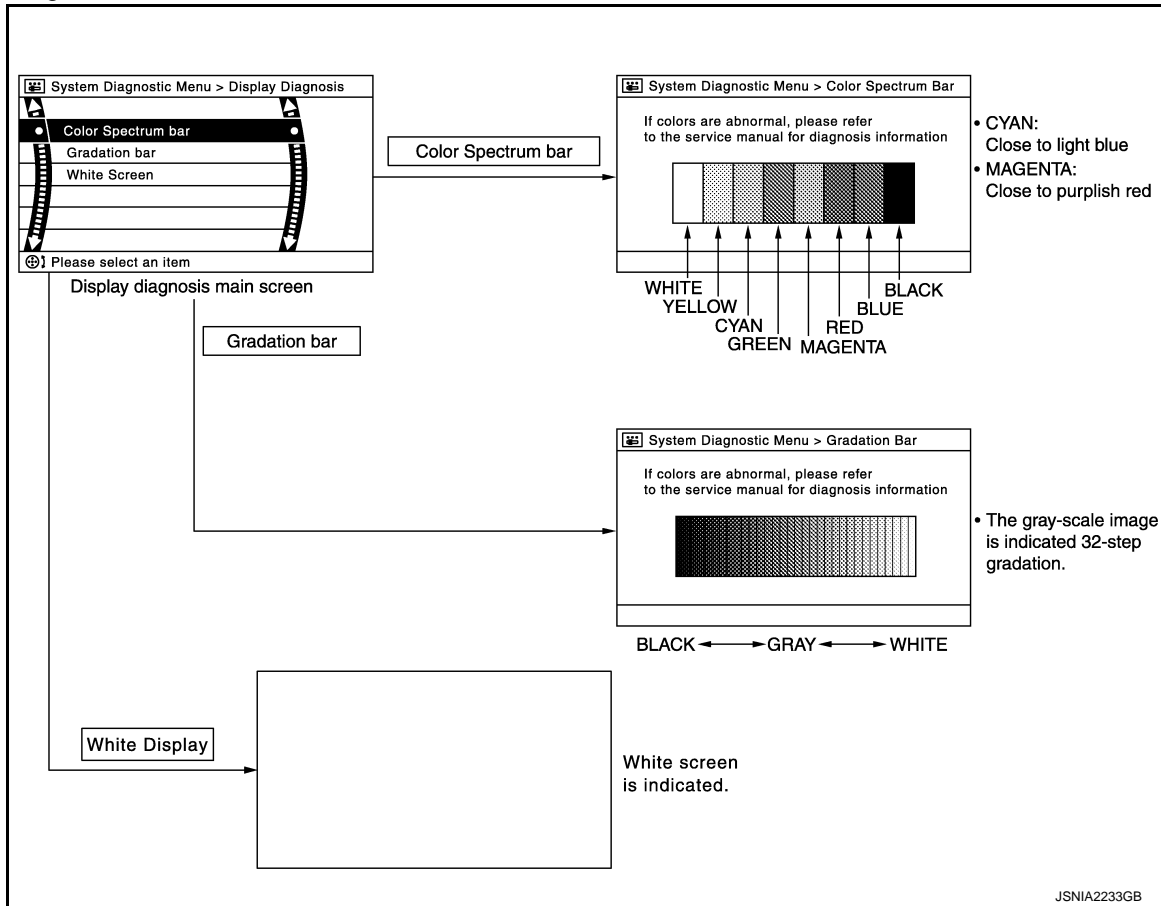 System Diagnostic Menu > Display Diagnosis
Color Spectrum bar
Gradation bar
White Screen
Please select an item
Display diagnosis main screen
Color Spectrum bar
System Diagnostic Menu > Color Spectrum Bar
If colors are abnormal, please refer
to the service manual for diagnosis information
WHITE
YELLOW
CYAN
GREEN
MAGENTA
RED
BLUE
BLACK
• CYAN:
Close to light blue
• MAGENTA:
Close to purplish red
Gradation bar
System Diagnostic Menu > Gradation Bar
If colors are abnormal, please refer
to the service manual for diagnosis information
BLACK GRAY WHITE
• The gray-scale image
is indicated 32-step
gradation.
White Display
White screen
is indicated.
JSNIA2233GB